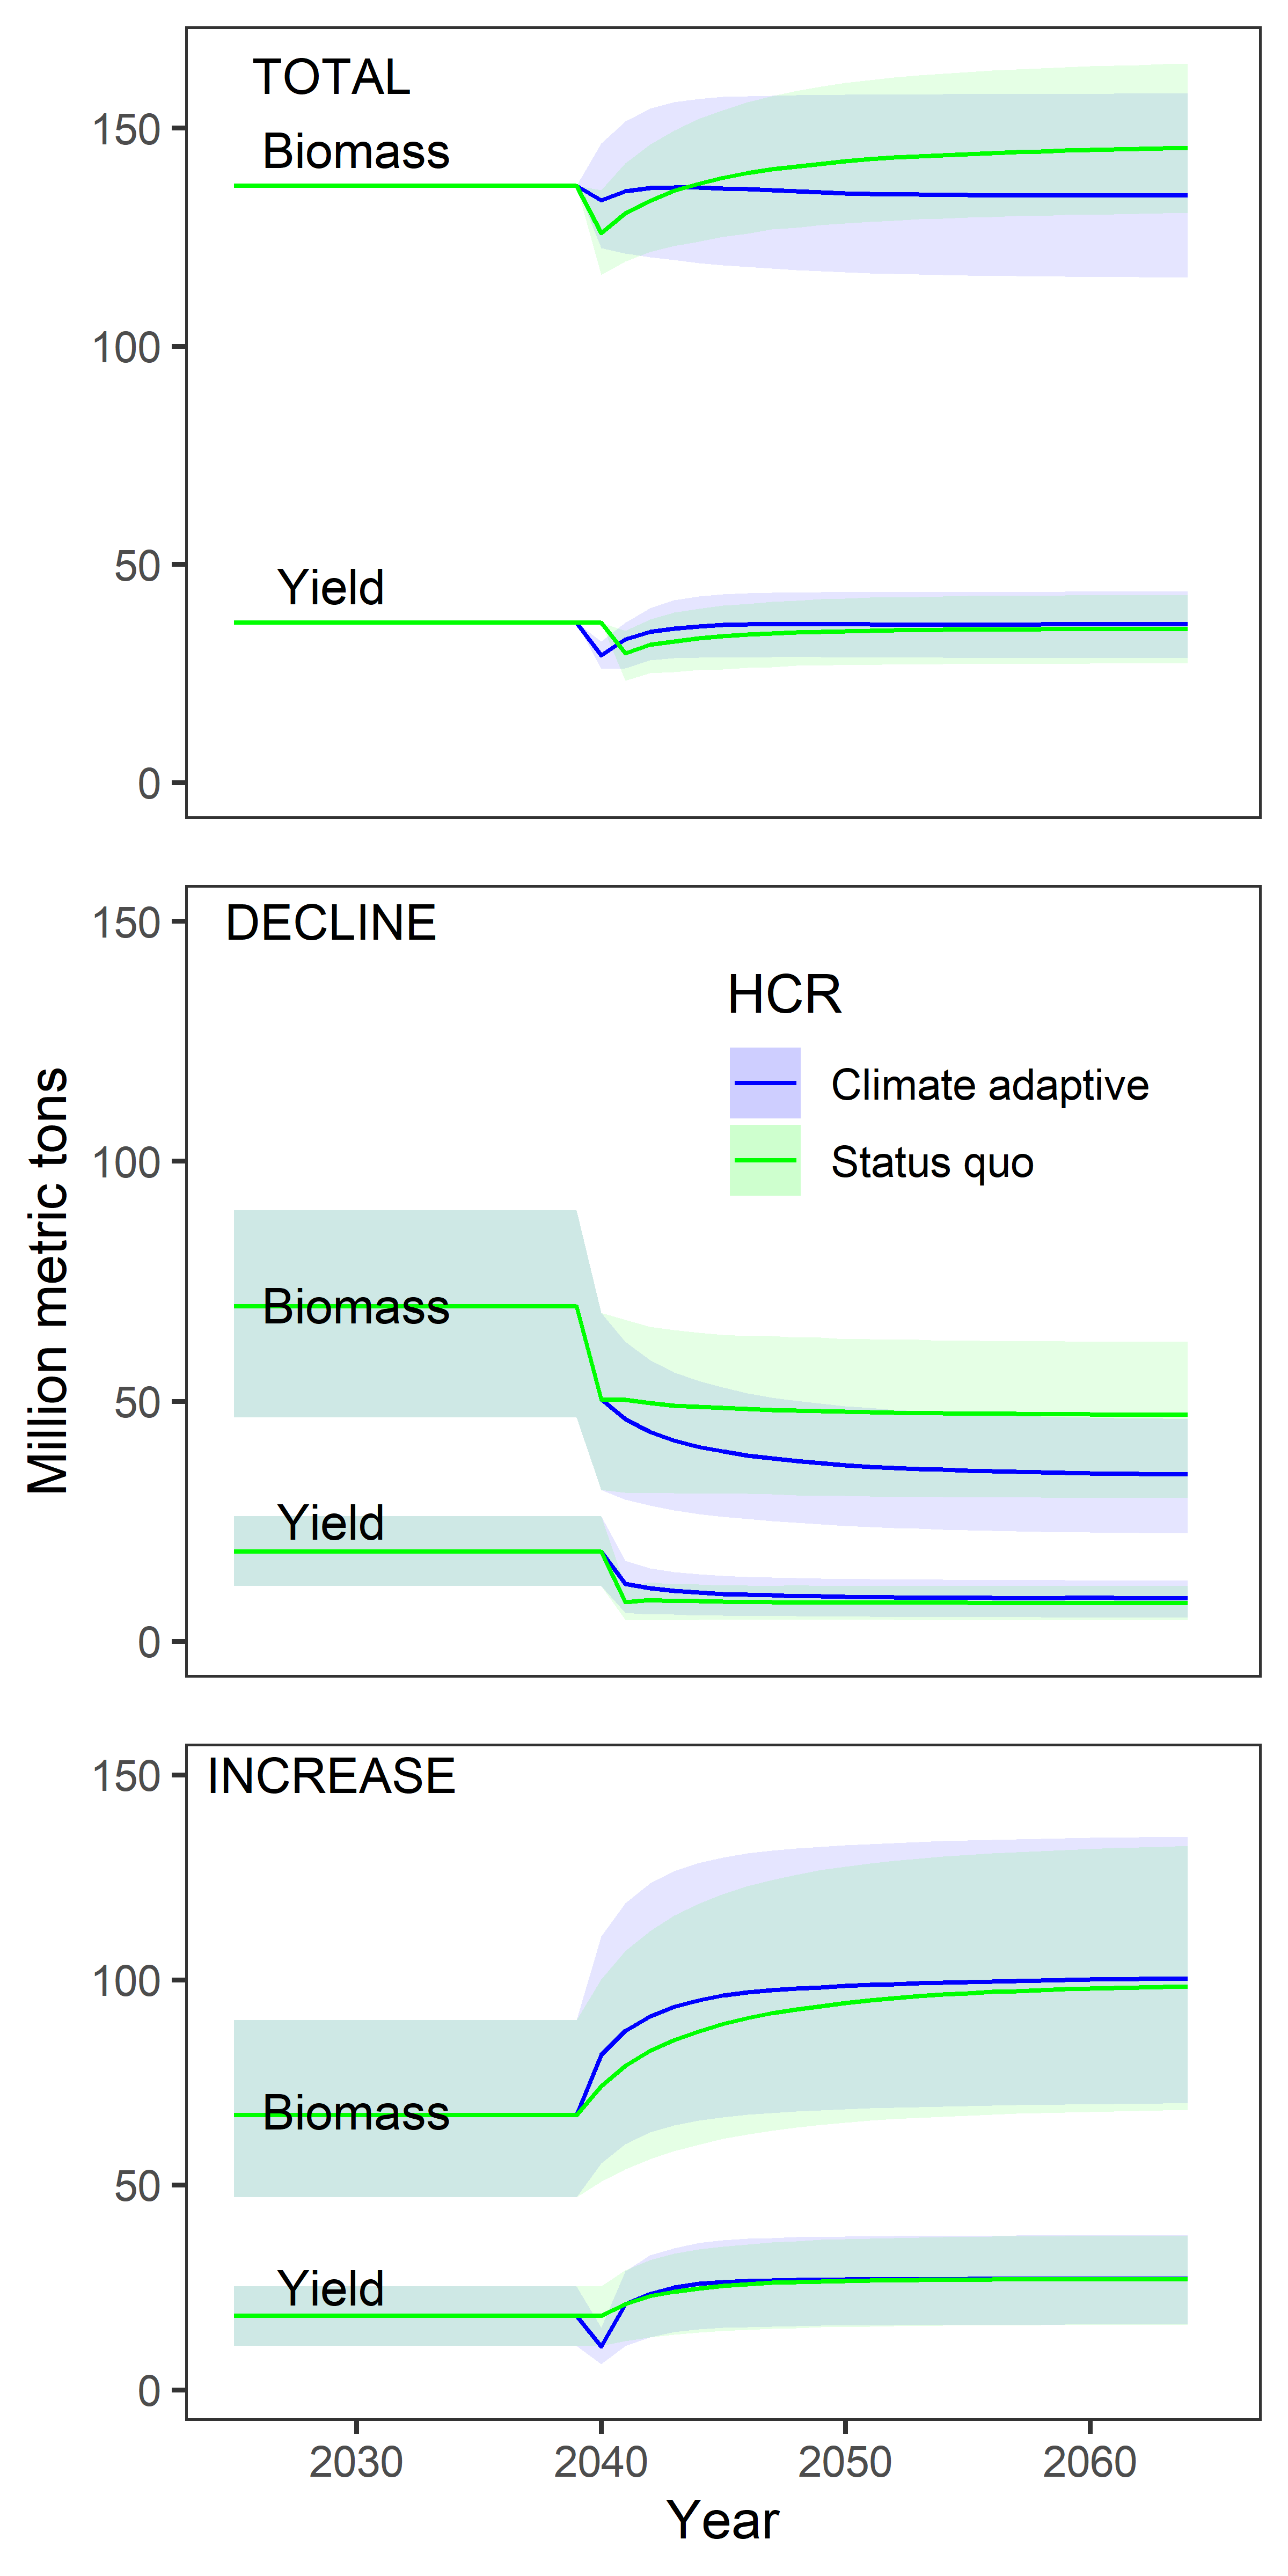 TOTAL
150
Biomass
100
50
Yield
0
Million metric tons
DECLINE
150
HCR
Climate adaptive
Status quo
100
Biomass
50
Yield
0
INCREASE
150
100
Biomass
50
Yield
0
2030 2040 2050 2060
Year